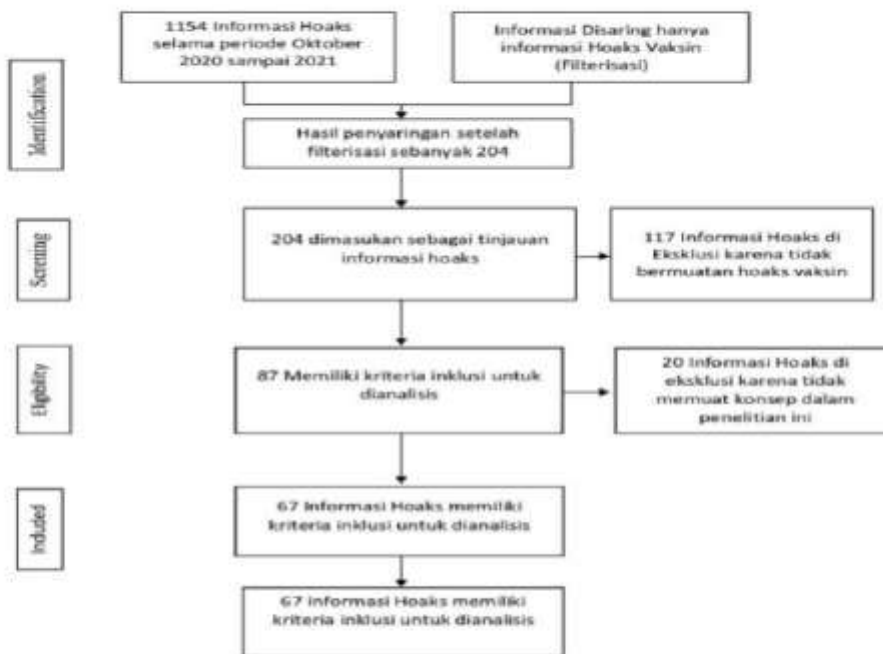 1154 Informasi Hoaks
selama periode Oktober
2020 sampai 2021
Informasi Disaring hanya
informasi Hoaks Vaksin
(Filterisasi)
Identification
Hasil penyaringan setelah
filterisasi sebanyak 204
Screening
204 dimasukan sebagai tinjauan
informasi hoaks
117 Informasi Hoaks di
Eksklusi karena tidak
bermuatan hoaks vaksin
Eligibility
87 Memiliki kriteria inklusi untuk
dianalisis
20 Informasi Hoaks di
eksklusi karena tidak
memuat konsep dalam
penelitian ini
Included
67 Informasi Hoaks memiliki
kriteria inklusi untuk dianalisis
67 Informasi Hoaks memiliki
kriteria inklusi untuk dianalisis